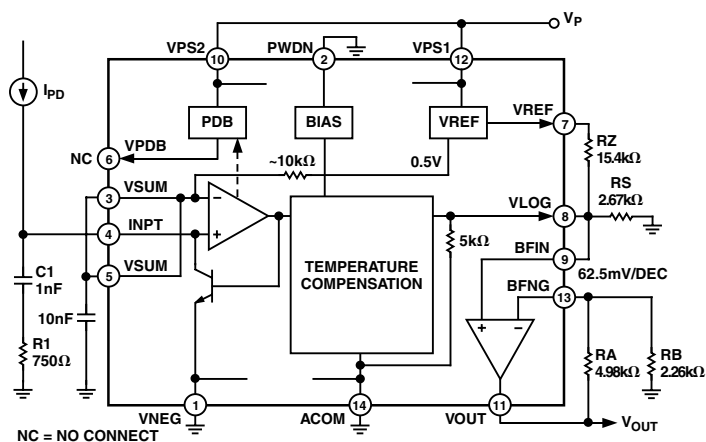 VP
VPS2
PWDN
VPS1
10
2
12
IPD
PDB
BIAS
VREF
VREF
7
NC
6
VPDB
~10kΩ
0.5V
RZ
15.4kΩ
3
VSUM
RS
2.67kΩ
VLOG
8
4
INPT
5kΩ
BFIN
9
TEMPERATURE
COMPENSATION
62.5mV/DEC
5
VSUM
BFNG
13
C1
1nF
10nF
R1
750Ω
RA
4.98kΩ
RB
2.26kΩ
1
14
11
VNEG
ACOM
VOUT
VOUT
NC = NO CONNECT